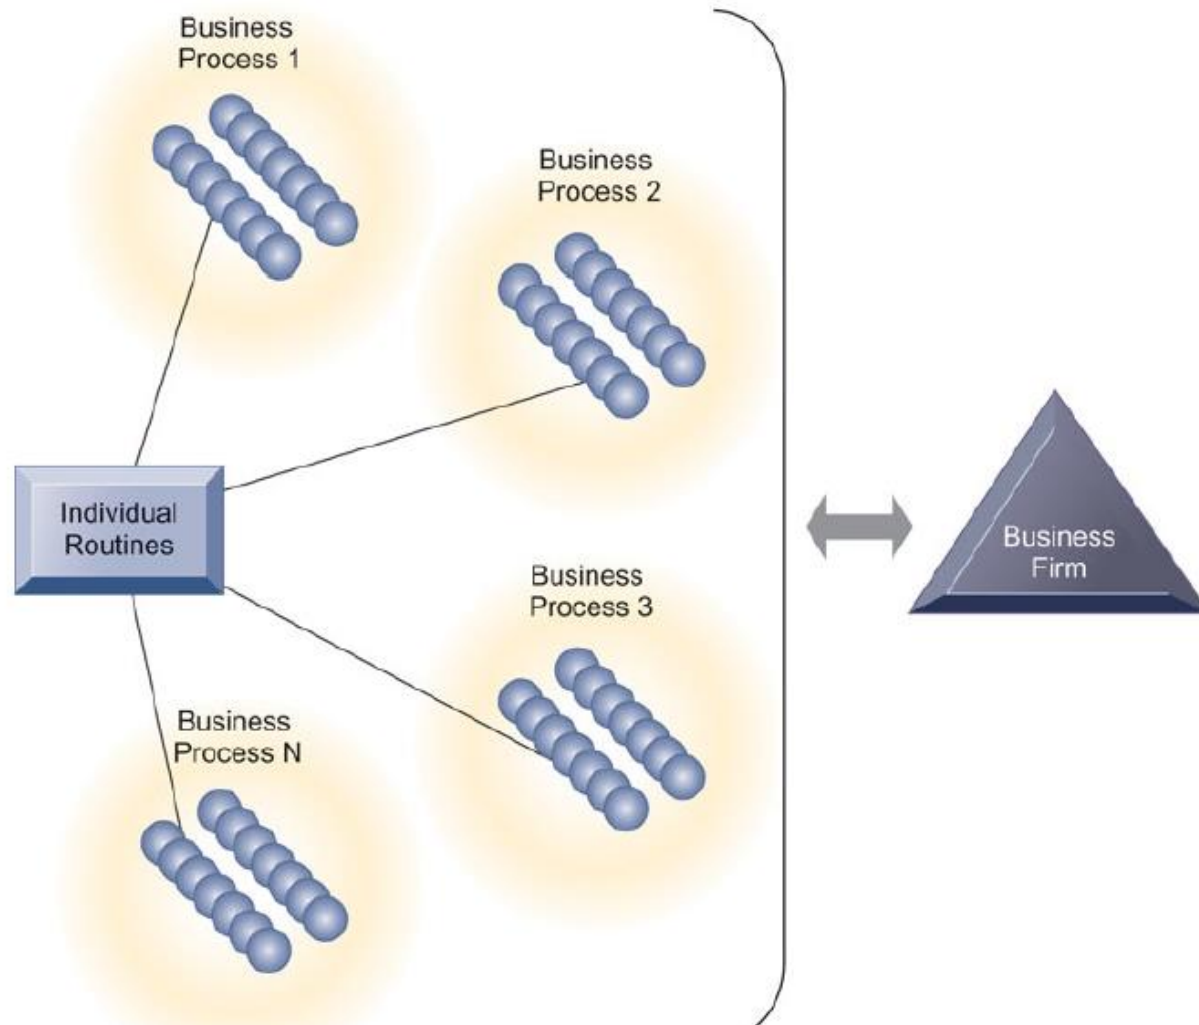 Business
Process 1
Business
Process 2
Individual
Routines
Business
Firm
Business
Process 3
Business
Process N